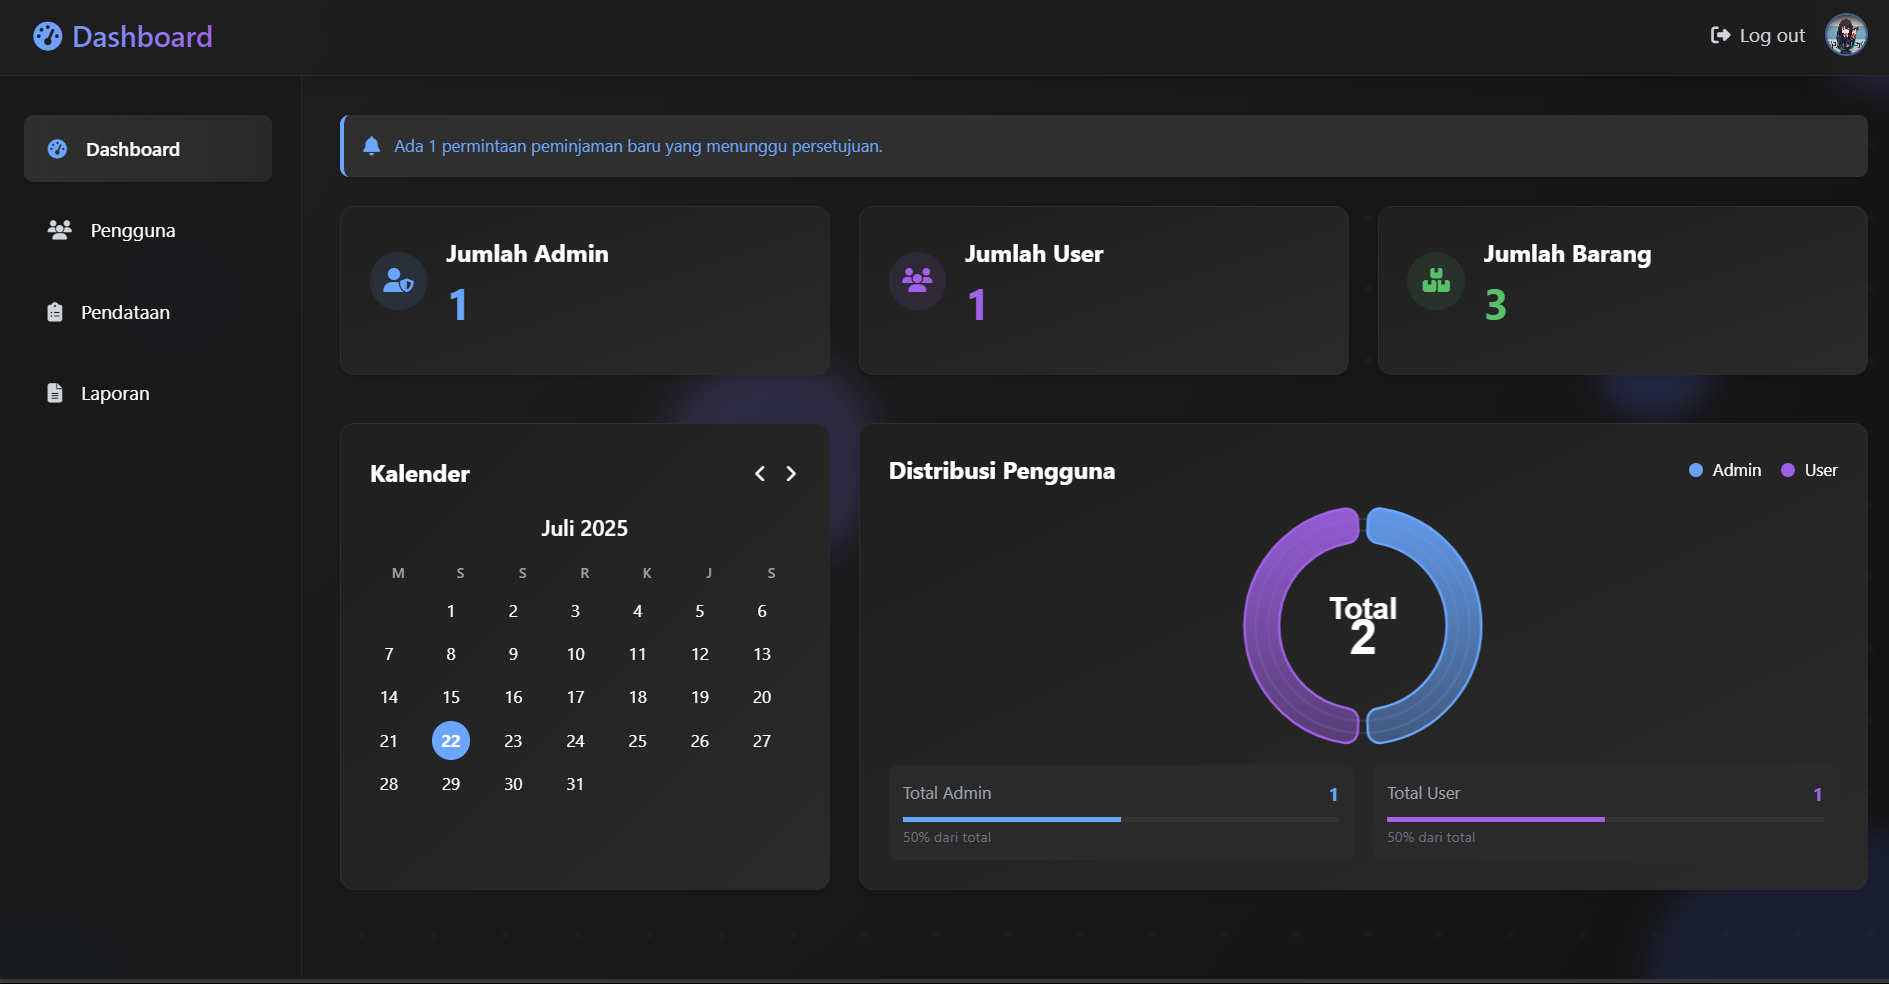 Dashboard
Log out
Dashboard
Pengguna
Pendataan
Laporan
Ada 1 permintaan peminjaman baru yang menunggu persetujuan.
Jumlah Admin
1
Jumlah User
1
Jumlah Barang
3
Kalender
Juli 2025
M S S R K J S
1 2 3 4 5 6
7 8 9 10 11 12 13
14 15 16 17 18 19 20
21 22 23 24 25 26 27
28 29 30 31
Distribusi Pengguna
Admin User
Total
2
Total Admin 1
50% dari total
Total User 1
50% dari total